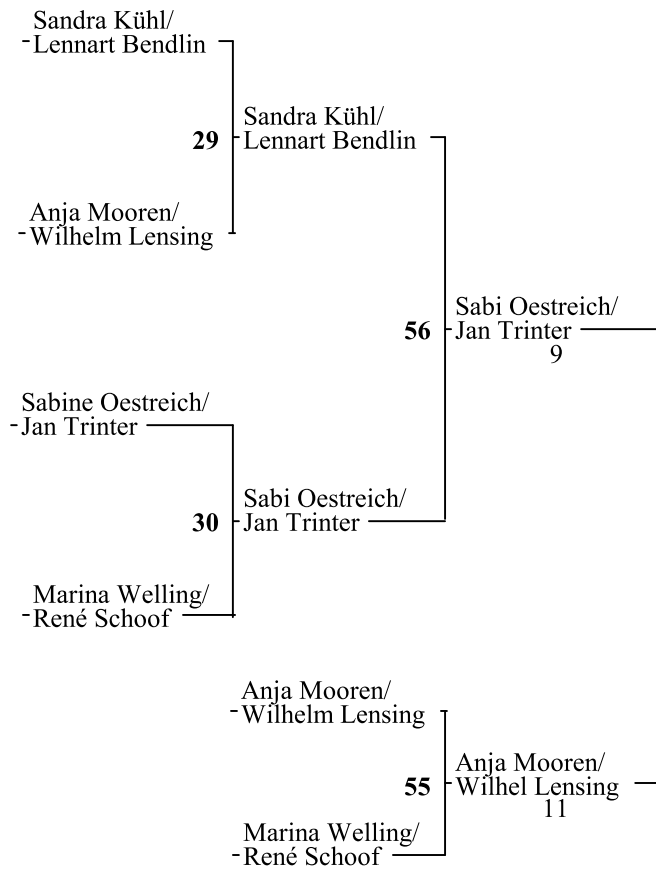 Sandra Kühl/
Lennart Bendlin
29
Sandra Kühl/
Lennart Bendlin
Anja Mooren/
Wilhelm Lensing
56
Sabi Oestreich/
Jan Trinter
9
Sabine Oestreich/
Jan Trinter
30
Sabi Oestreich/
Jan Trinter
Marina Welling/
René Schoof
Anja Mooren/
Wilhelm Lensing
55
Anja Mooren/
Wilhel Lensing
11
Marina Welling/
René Schoof